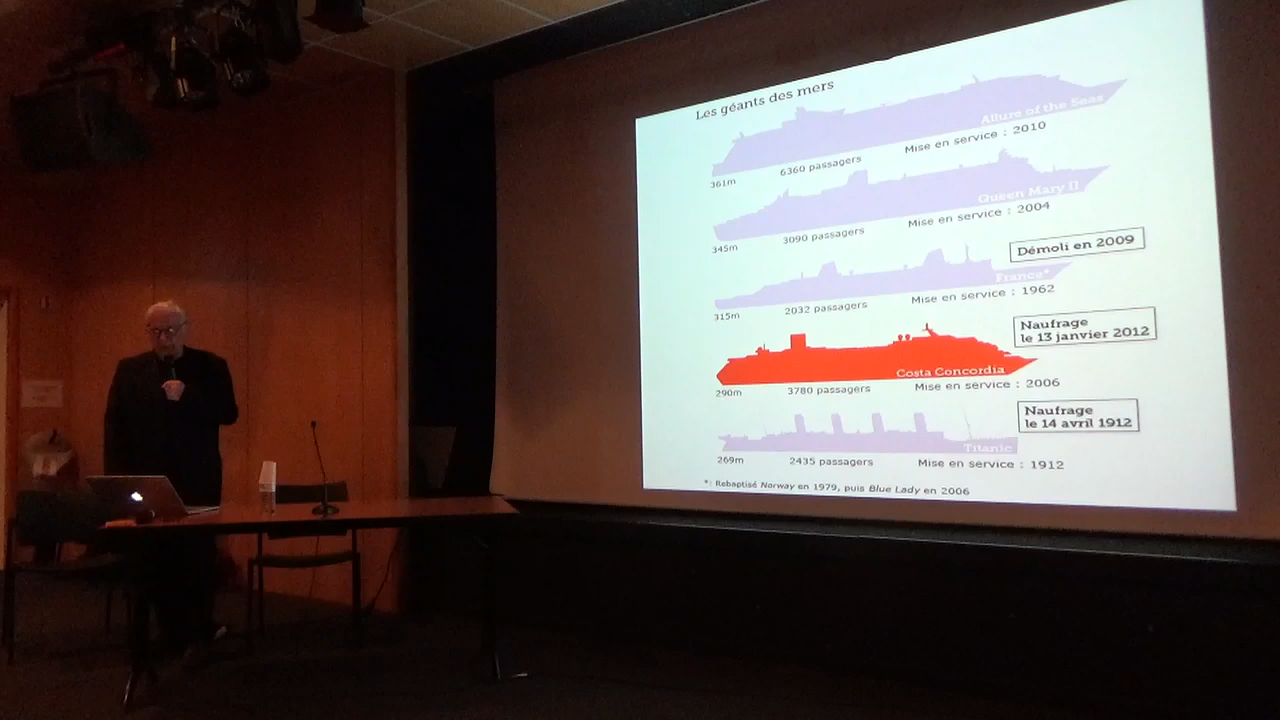 Les géants des mers
Allure of the Seas
361m 6360 passagers Mise en service : 2010
Queen Mary II
345m 3090 passagers Mise en service : 2004
Démoli en 2009
France*
315m 2032 passagers Mise en service : 1962
Naufrage
le 13 janvier 2012
Costa Concordia
290m 3780 passagers Mise en service : 2006
Naufrage
le 14 avril 1912
Titanic
269m 2435 passagers Mise en service : 1912
*: Rebaptisé Norway en 1979, puis Blue Lady en 2006